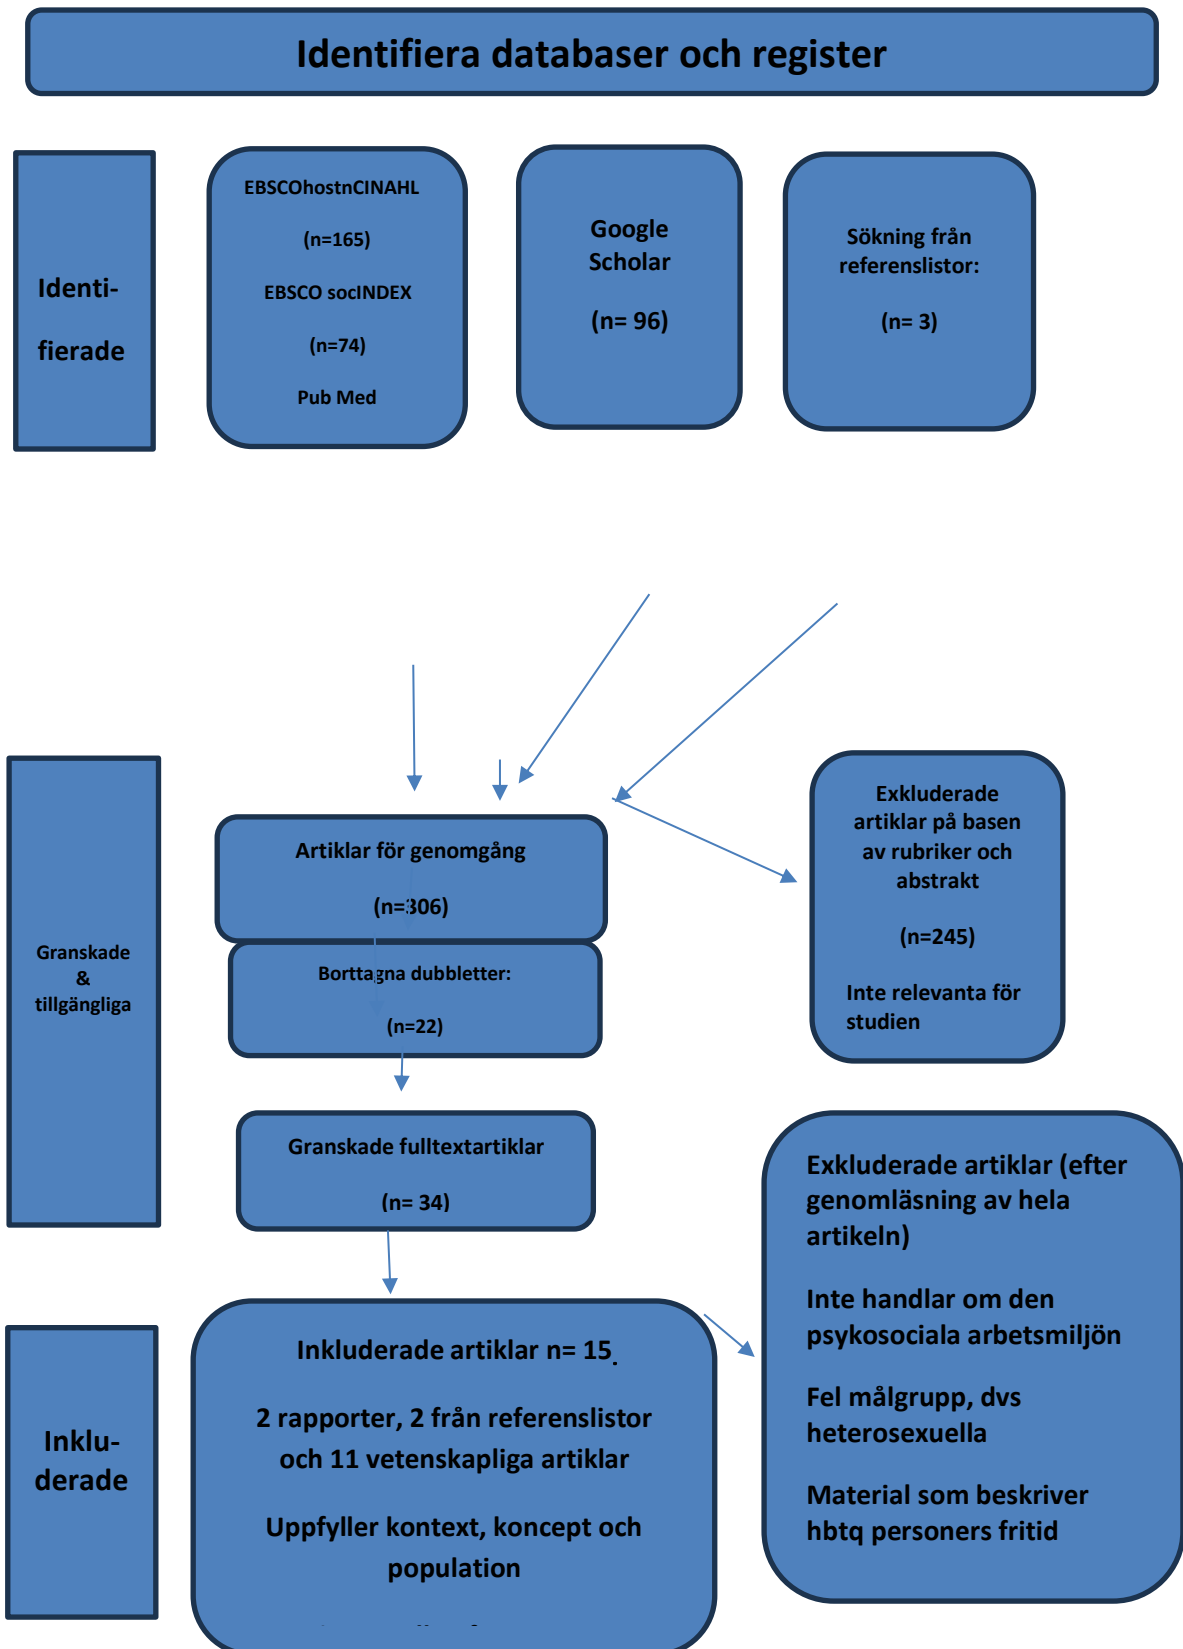 Identifiera databaser och register
Identi-
fierade
EBSCOhostnCINAHL
(n=165)
EBSCO socINDEX
(n=74)
Pub Med
Google
Scholar
(n= 96)
Sökning från
referenslistor:
(n= 3)
Granskade
&
tillgängliga
Artiklar för genomgång
(n=306)
Borttagna dubbletter:
(n=22)
Granskade fulltextartiklar
(n= 34)
Exkluderade
artiklar på basen
av rubriker och
abstrakt
(n=245)
Inte relevanta för
studien
Exkluderade artiklar (efter
genomläsning av hela
artikeln)
Inte handlar om den
psykosociala arbetsmiljön
Fel målgrupp, dvs
heterosexuella
Material som beskriver
hbtq personers fritid
Inklu-
derade
Inkluderade artiklar n= 15.
2 rapporter, 2 från referenslistor
och 11 vetenskapliga artiklar
Uppfyller kontext, koncept och
population